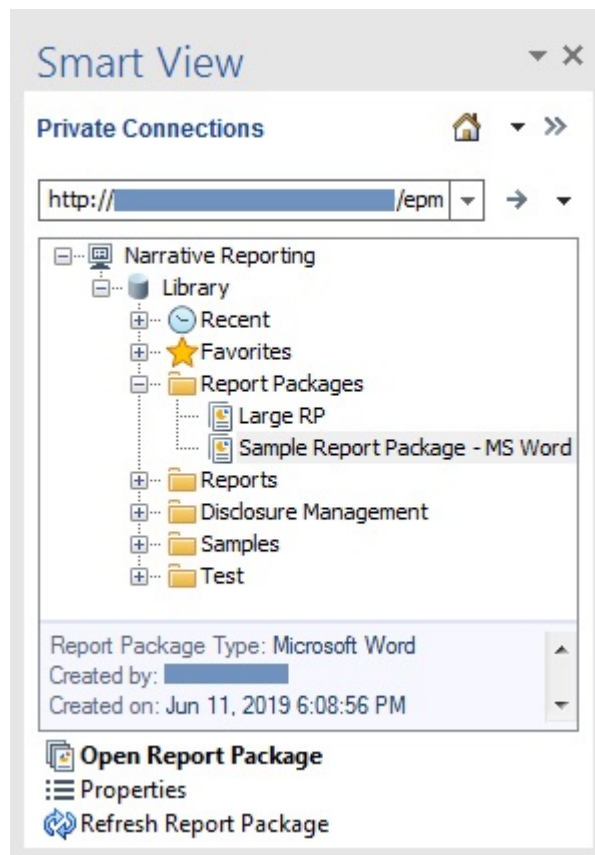 Smart View
Private Connections
http:// /epm
Narrative Reporting
Library
Recent
Favorites
Report Packages
Large RP
Sample Report Package - MS Word
Reports
Disclosure Management
Samples
Test
Report Package Type: Microsoft Word
Created by:
Created on: Jun 11, 2019 6:08:56 PM
Open Report Package
Properties
Refresh Report Package